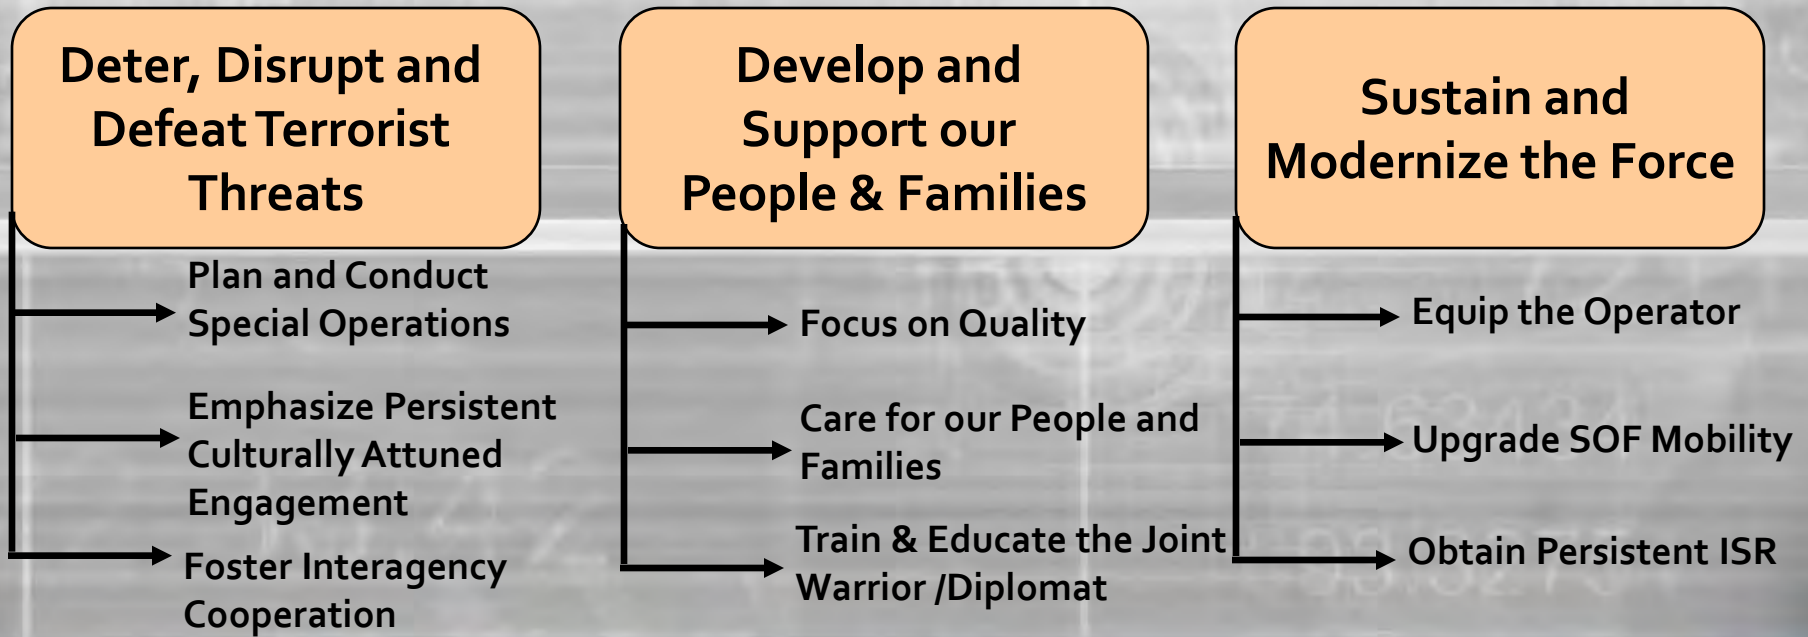 Deter, Disrupt and
Defeat Terrorist
Threats
Plan and Conduct
Special Operations
Emphasize Persistent
Culturally Attuned
Engagement
Foster Interagency
Cooperation
Develop and
Support our
People & Families
Focus on Quality
Care for our People and
Families
Train & Educate the Joint
Warrior /Diplomat
Sustain and
Modernize the Force
Equip the Operator
Upgrade SOF Mobility
Obtain Persistent ISR